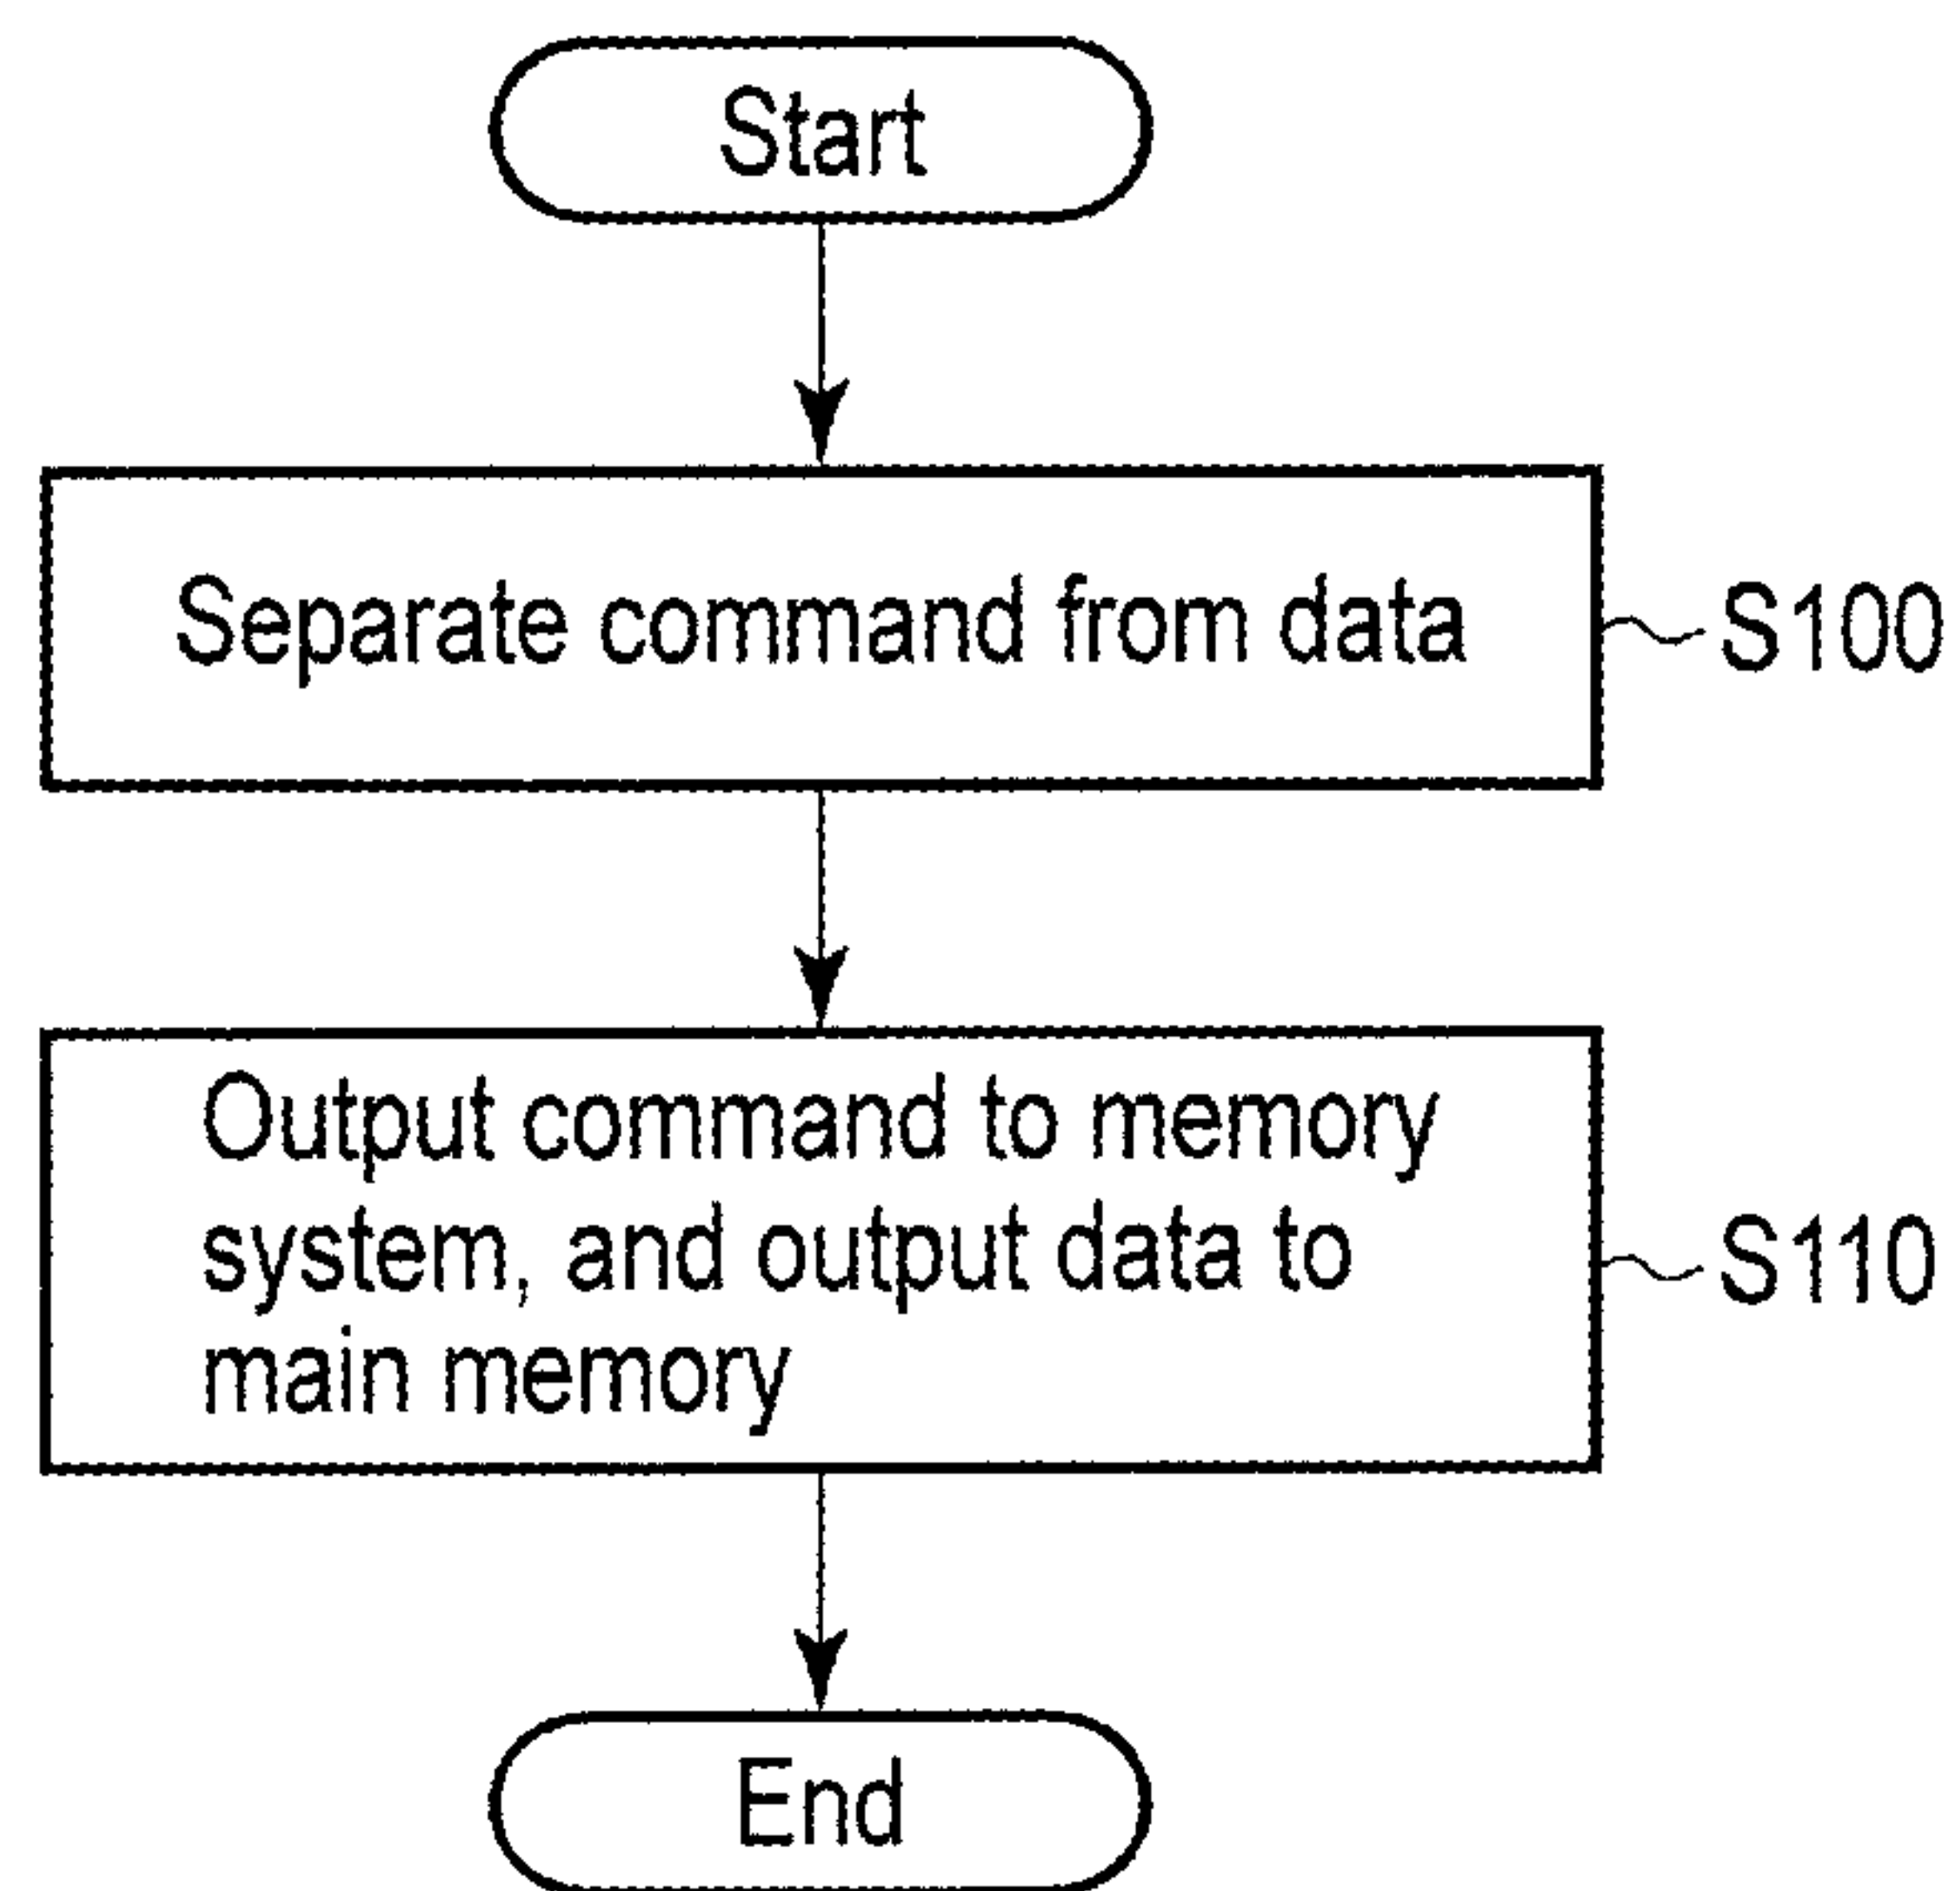 Start
Separate command from data
S100
Output command to memory
system, and output data to
main memory
S110
End